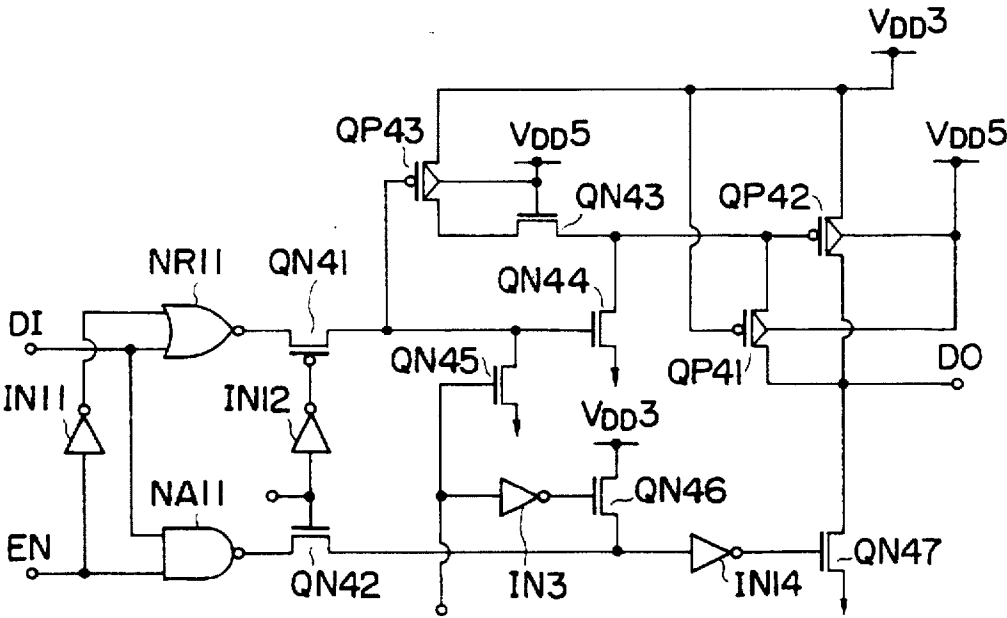 VDD3
QP43
VDD5
VDD5
QN43
QP42
NR11
QN41
QN44
DI
QN45
QP41
DO
IN11
IN12
VDD3
NA11
QN46
EN
QN42
IN3
IN14
QN47